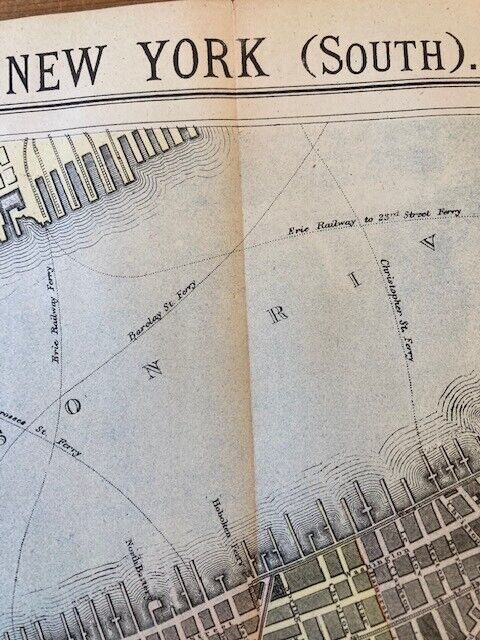 NEW YORK (SOUTH).
Erie Railway to 23rd Street Ferry
Christopher St. Ferry
Erie Railway Ferry
Barclay St. Ferry
O N R I V
St. Ferry
Hoboken Ferry
North